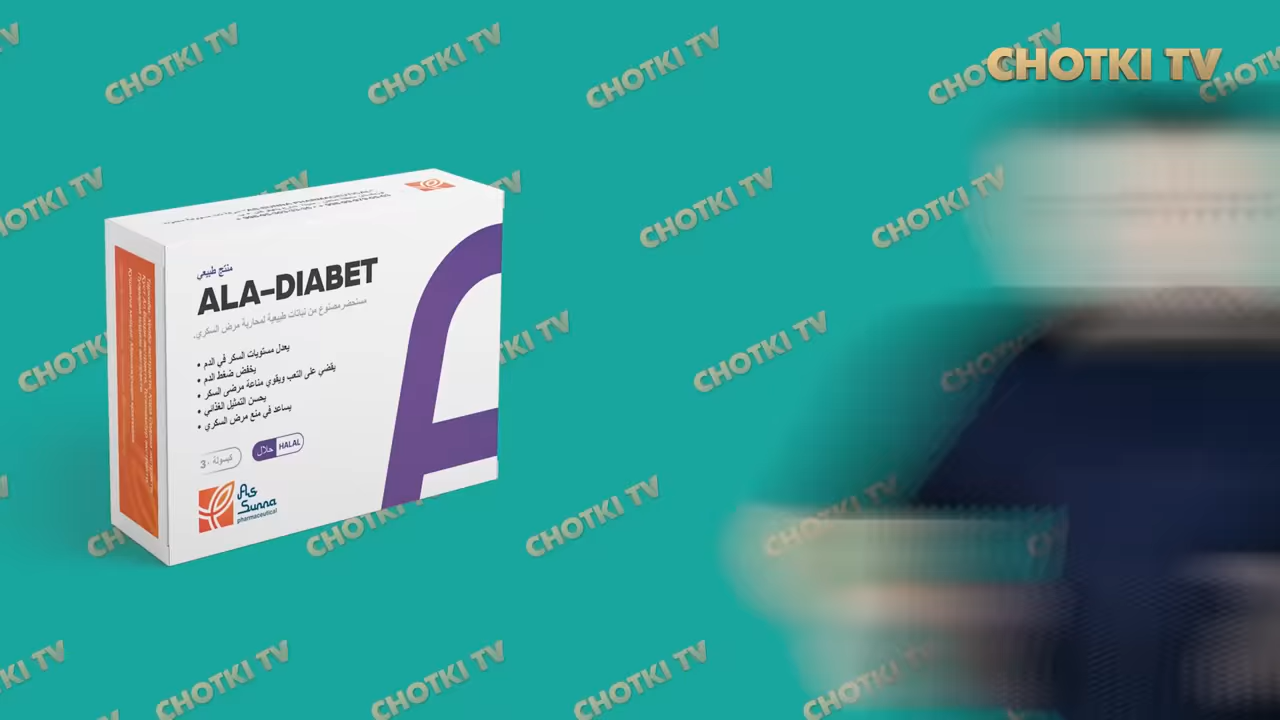 CHOTKI TV
منتج طبيعي
ALA-DIABET
مستحضر مصنوع من نباتات طبيعية لمحاربة مرض السكري.
• يعدل مستويات السكر في الدم
• يخفض ضغط الدم
• يقضي على التعب ويقوي مناعة مرضى السكر
• يحسن التمثيل الغذائي
• يساعد في منع مرض السكري
كبسولة ٣٠
حلال HALAL
As
Sunna
pharmaceutical